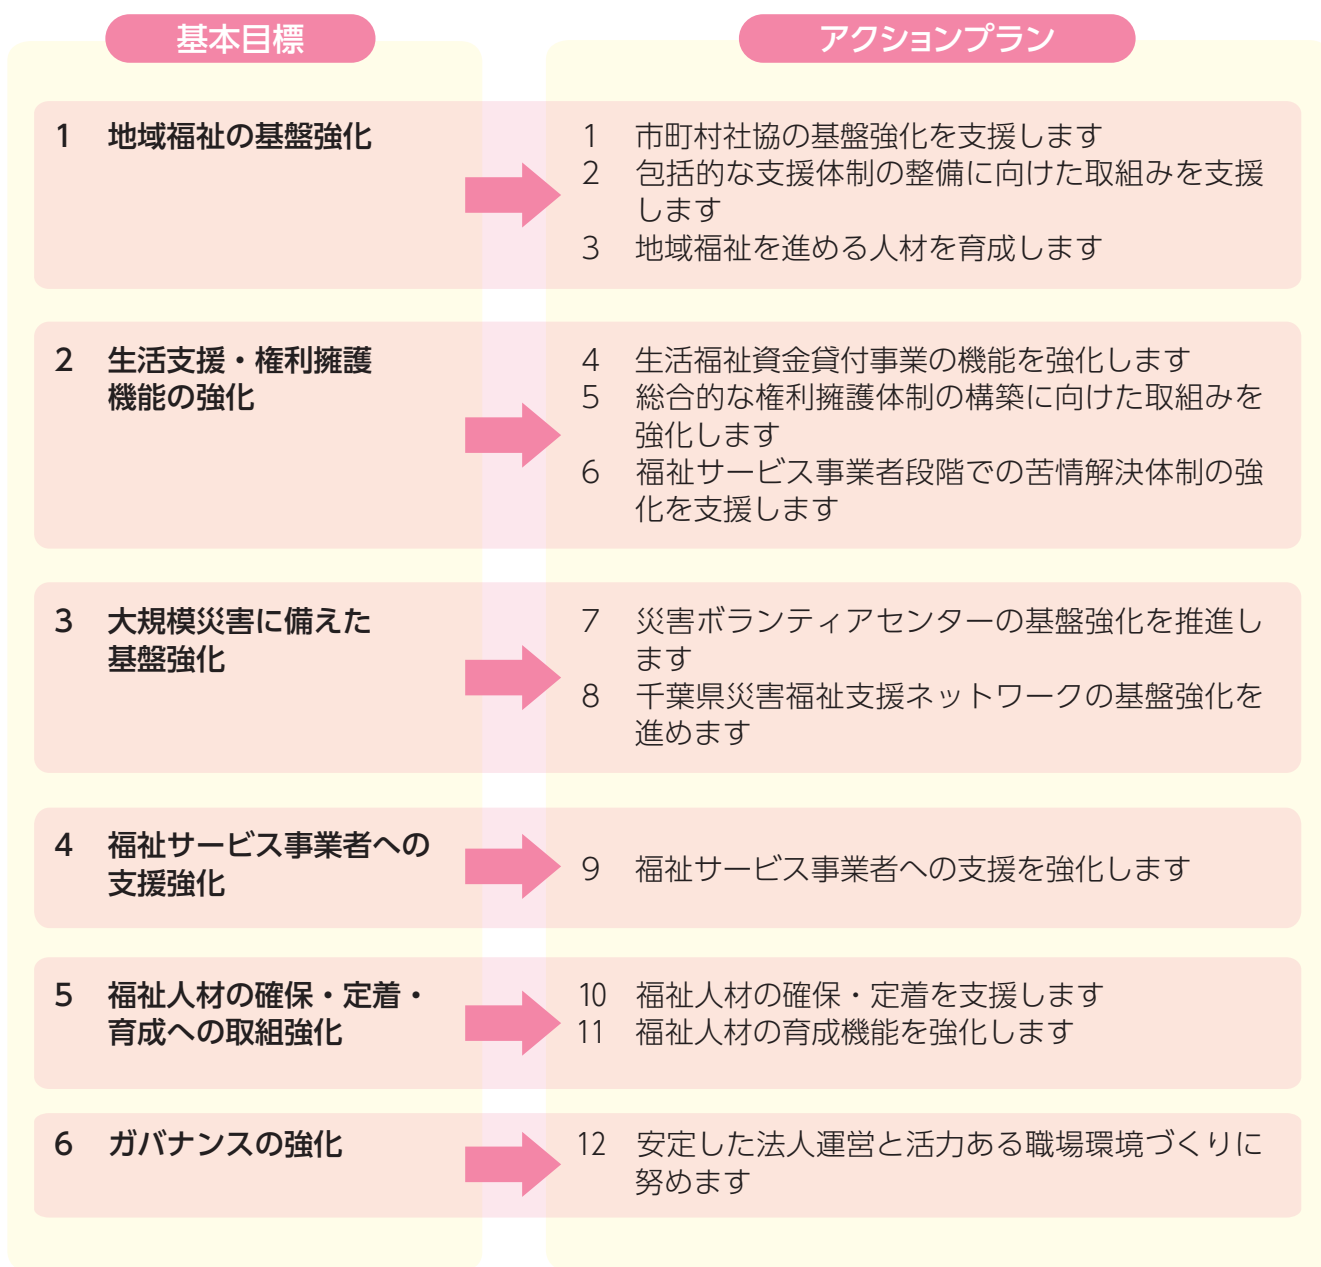 基本目標
アクションプラン
1 地域福祉の基盤強化
1 市町村社協の基盤強化を支援します
2 包括的な支援体制の整備に向けた取組みを支援
します
3 地域福祉を進める人材を育成します
2 生活支援・権利擁護
機能の強化
4 生活福祉資金貸付事業の機能を強化します
5 総合的な権利擁護体制の構築に向けた取組みを
強化します
6 福祉サービス事業者段階での苦情解決体制の強
化を支援します
3 大規模災害に備えた
基盤強化
7 災害ボランティアセンターの基盤強化を推進し
ます
8 千葉県災害福祉支援ネットワークの基盤強化を
進めます
4 福祉サービス事業者への
支援強化
9 福祉サービス事業者への支援を強化します
5 福祉人材の確保・定着・
育成への取組強化
10 福祉人材の確保・定着を支援します
11 福祉人材の育成機能を強化します
6 ガバナンスの強化
12 安定した法人運営と活力ある職場環境づくりに
努めます